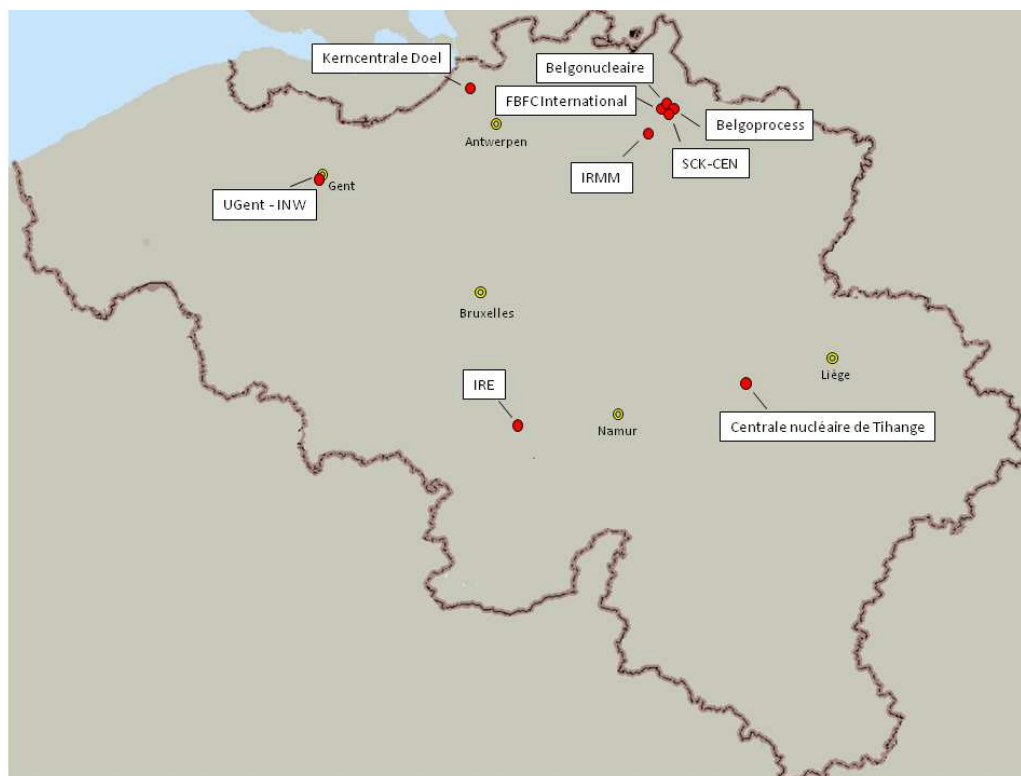 Kerncentrale Doel
Belgonucleaire
FBFC International
Belgoprocess
Antwerpen
SCK-CEN
IRMM
Gent
UGent - INW
Bruxelles
IRE
Liège
Namur
Centrale nucléaire de Tihange